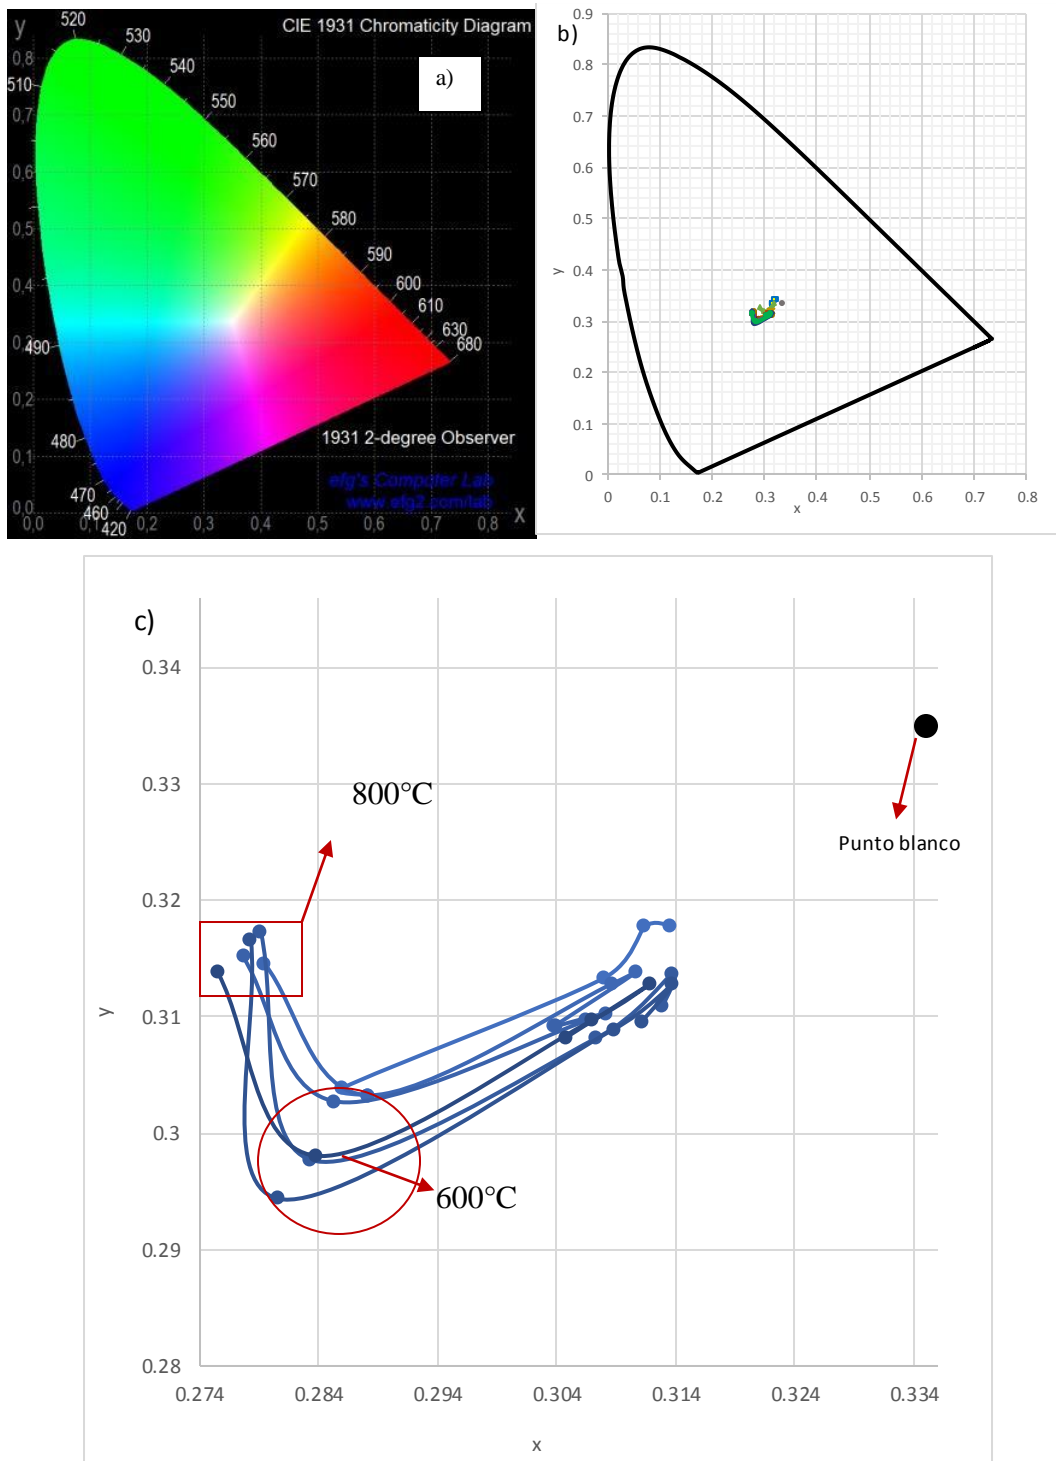 y
520
CIE 1931 Chromaticity Diagram
530
a)
0,8
540
510
0,7
550
560
0,6
570
0,5
580
590
0,4
600
610
0,3
630
490
680
0,2
480
1931 2-degree Observer
0,1
470
efg's Computer Lab
460
www.efg2.com/lab
0,0
420
0,0
0,1
0,2
0,3
0,4
0,5
0,6
0,7
0,8
x
b)
0.9
0.8
0.7
0.6
0.5
0.4
y
0.3
0.2
0.1
0
0 0.1 0.2 0.3 0.4 0.5 0.6 0.7 0.8
x
c)
0.34
0.33
800°C
Punto blanco
0.32
0.31
y
0.3
600°C
0.29
0.28
0.274 0.284 0.294 0.304 0.314 0.324 0.334
x